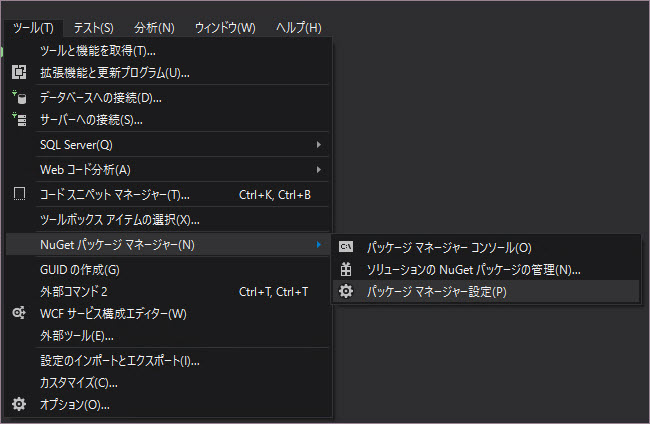 ツール(T) テスト(S) 分析(N) ウィンドウ(W) ヘルプ(H)
ツールと機能を取得(T)...
拡張機能と更新プログラム(U)...
データベースへの接続(D)...
サーバーへの接続(S)...
SQL Server(Q)
Web コード分析(A)
コード スニペット マネージャー(T)... Ctrl+K, Ctrl+B
ツールボックス アイテムの選択(X)...
NuGet パッケージ マネージャー(N)
パッケージ マネージャー コンソール(O)
ソリューションの NuGet パッケージの管理(N)...
パッケージ マネージャー設定(P)
GUID の作成(G)
外部コマンド 2 Ctrl+T, Ctrl+T
WCF サービス構成エディター(W)
外部ツール(E)...
設定のインポートとエクスポート(I)...
カスタマイズ(C)...
オプション(O)...